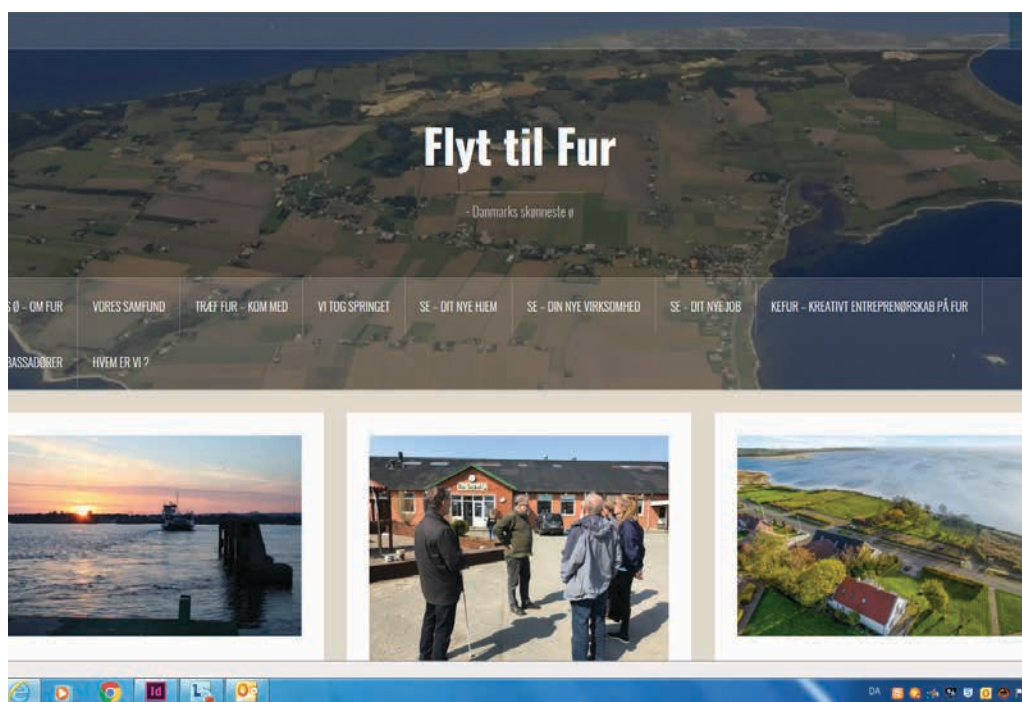 Flyt til Fur
- Danmarks skønneste ø
Ø – OM FUR VORES SAMFUND TRÆF FUR – KOM MED VI TOG SPRINGET SE – DIT NYE HJEM SE – DIN NYE VIRKSOMHED SE – DIT NYE JOB KEFUR – KREATIVT ENTREPRENØRSKAB PÅ FUR
BASSADØRER HVEM ER VI ?
Id
DA